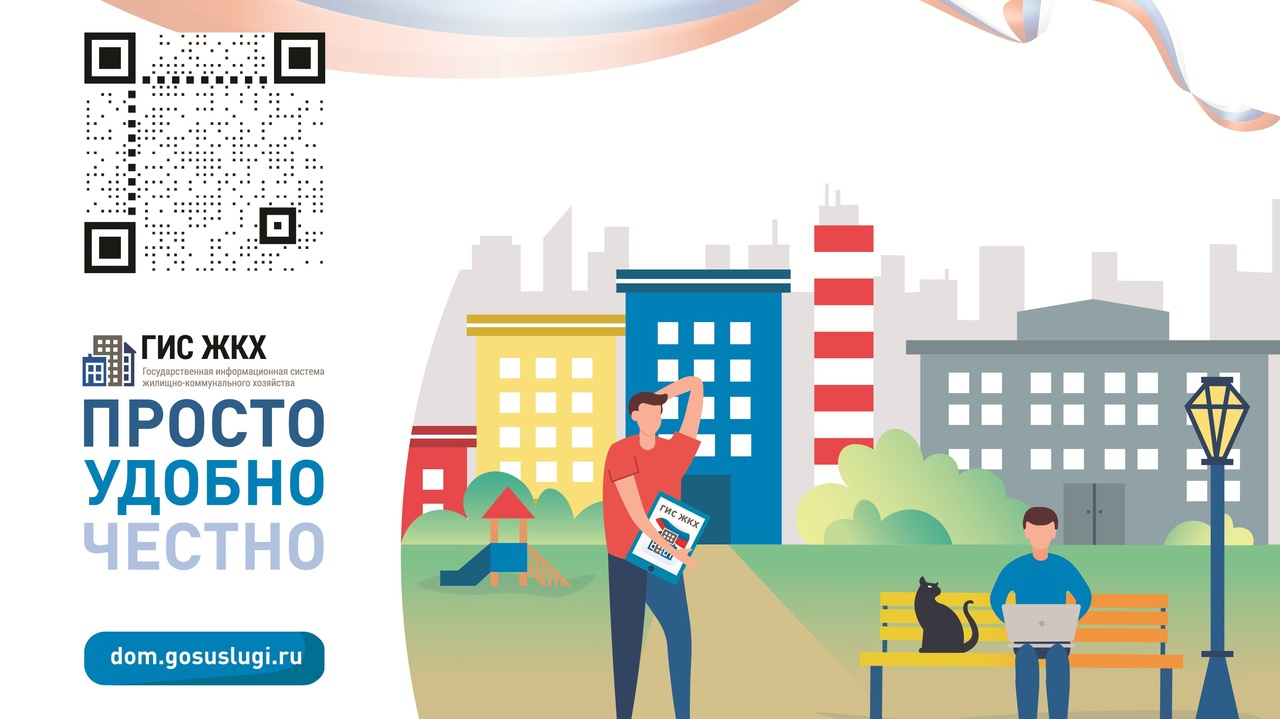 ГИС ЖКХ
Государственная информационная система
жилищно-коммунального хозяйства
ПРОСТО
УДОБНО
ЧЕСТНО
dom.gosuslugi.ru
ГИС ЖКХ